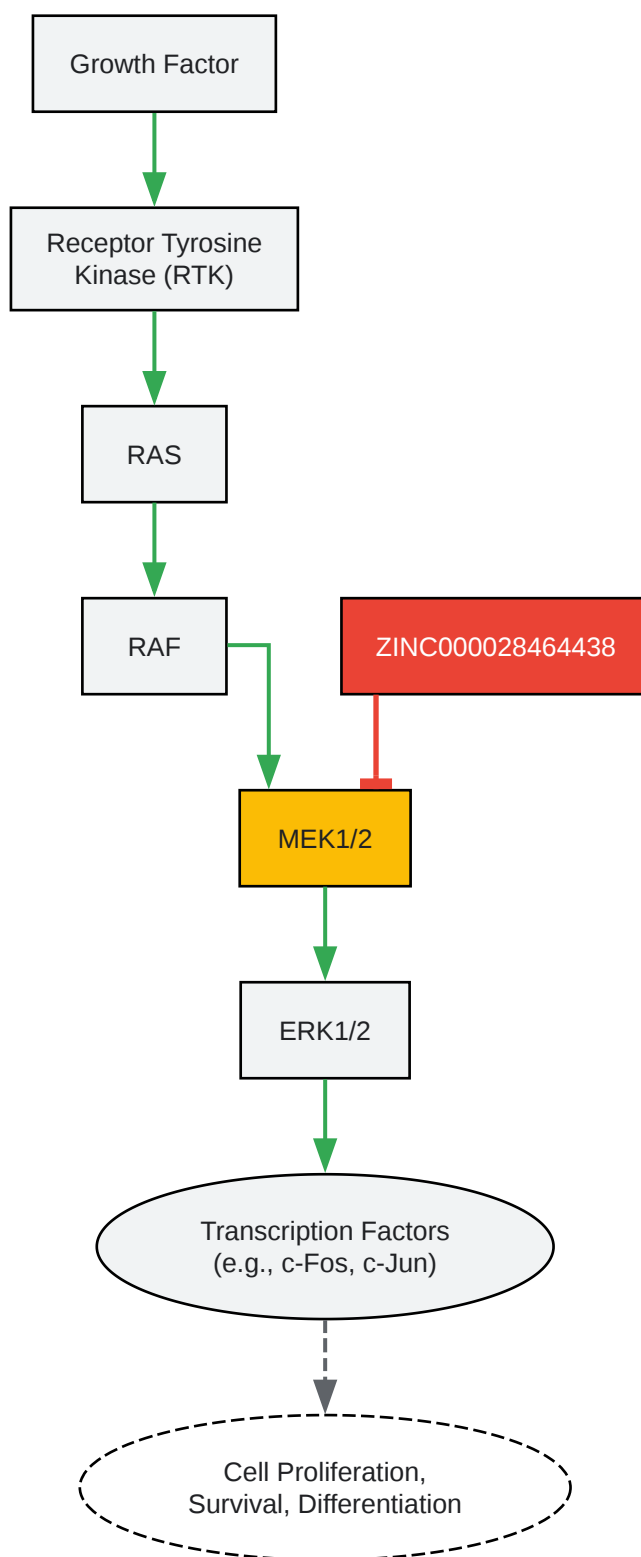 Growth Factor
Receptor Tyrosine
Kinase (RTK)
RAS
RAF
ZINC000028464438
MEK1/2
ERK1/2
Transcription Factors
(e.g., c-Fos, c-Jun)
Cell Proliferation,
Survival, Differentiation